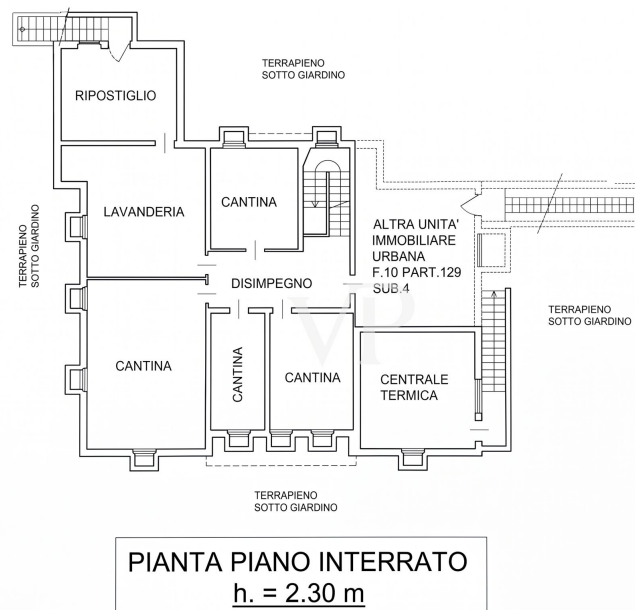 TERRAPIENO
SOTTO GIARDINO
RIPOSTIGLIO
TERRAPIENO
SOTTO GIARDINO
LAVANDERIA
CANTINA
ALTRA UNITA'
IMMOBILIARE
URBANA
F.10 PART.129
SUB.4
DISIMPEGNO
VP
TERRAPIENO
SOTTO GIARDINO
CANTINA
CANTINA
CANTINA
CENTRALE
TERMICA
TERRAPIENO
SOTTO GIARDINO
PIANTA PIANO INTERRATO
h. = 2.30 m